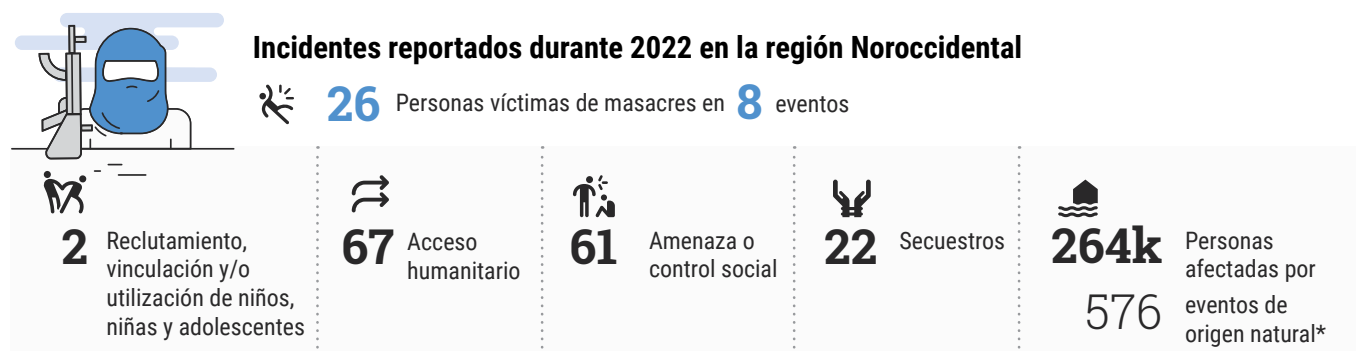 Incidentes reportados durante 2022 en la región Noroccidental
26 Personas víctimas de masacres en 8 eventos
2 Reclutamiento,
vinculación y/o
utilización de niños,
niñas y adolescentes
67 Acceso
humanitario
61 Amenaza o
control social
22 Secuestros
264k Personas
afectadas por
576 eventos de
origen natural*